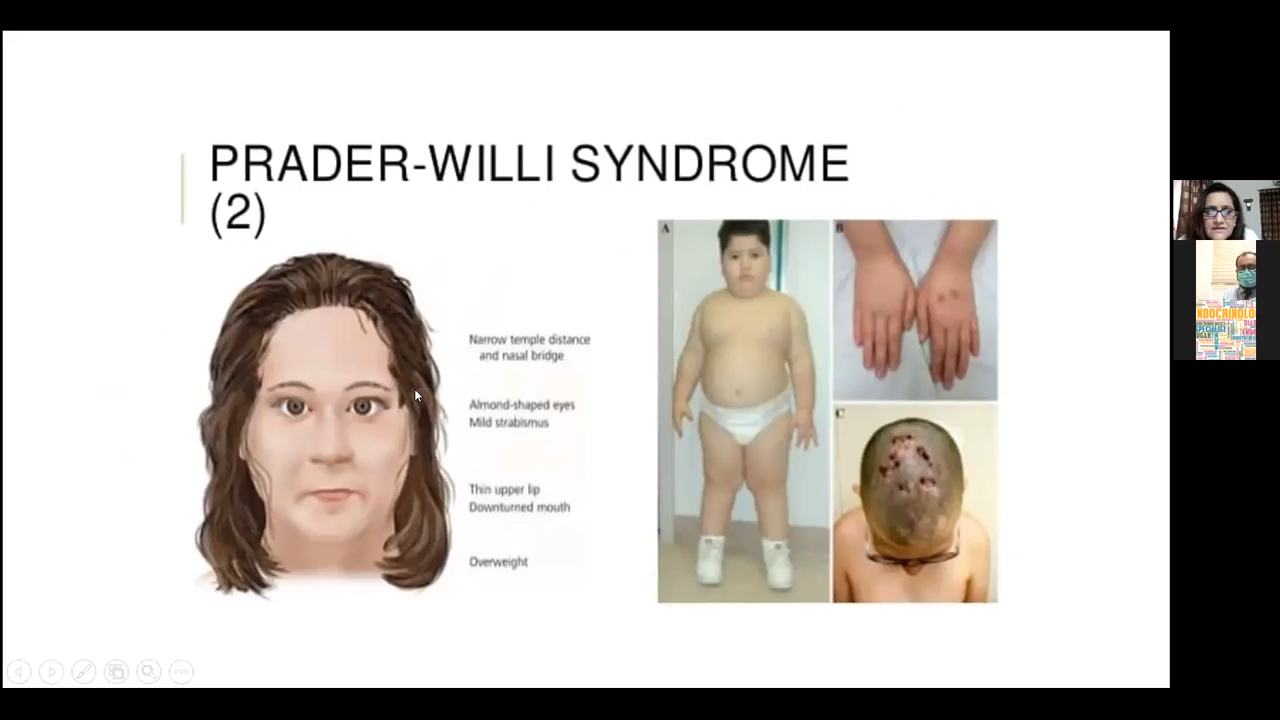 PRADER-WILLI SYNDROME
(2)
Narrow temple distance
and nasal bridge
Almond-shaped eyes
Mild strabismus
Thin upper lip
Downturned mouth
Overweight
A
B
C